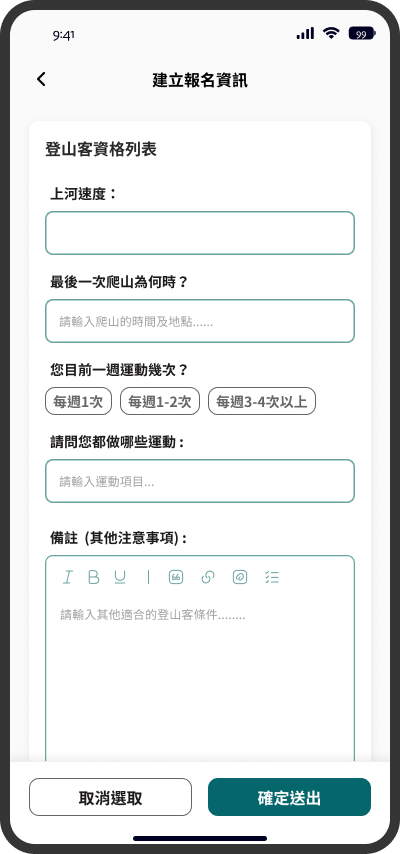 9:41
99
建立報名資訊
登山客資格列表
上河速度：
最後一次爬山為何時？
請輸入爬山的時間及地點......
您目前一週運動幾次？
每週1次 每週1-2次 每週3-4次以上
請問您都做哪些運動 :
請輸入運動項目...
備註 (其他注意事項) :
I B U | 66
請輸入其他適合的登山客條件........
取消選取 確定送出